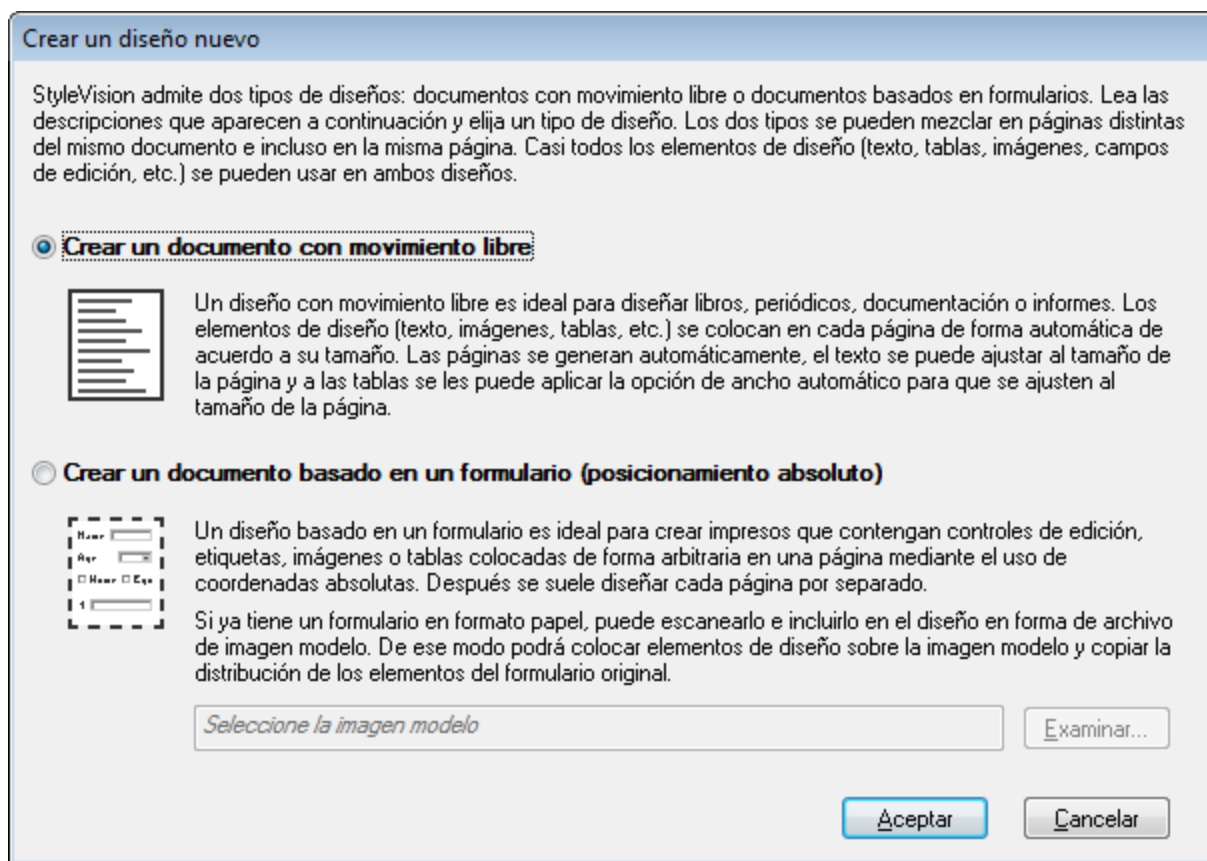 Crear un diseño nuevo
StyleVision admite dos tipos de diseños: documentos con movimiento libre o documentos basados en formularios. Lea las
descripciones que aparecen a continuación y elija un tipo de diseño. Los dos tipos se pueden mezclar en páginas distintas
del mismo documento e incluso en la misma página. Casi todos los elementos de diseño (texto, tablas, imágenes, campos
de edición, etc.) se pueden usar en ambos diseños.
Crear un documento con movimiento libre
Un diseño con movimiento libre es ideal para diseñar libros, periódicos, documentación o informes. Los
elementos de diseño (texto, imágenes, tablas, etc.) se colocan en cada página de forma automática de
acuerdo a su tamaño. Las páginas se generan automáticamente, el texto se puede ajustar al tamaño de
la página y a las tablas se les puede aplicar la opción de ancho automático para que se ajusten al
tamaño de la página.
Crear un documento basado en un formulario (posicionamiento absoluto)
Un diseño basado en un formulario es ideal para crear impresos que contengan controles de edición,
etiquetas, imágenes o tablas colocadas de forma arbitraria en una página mediante el uso de
coordenadas absolutas. Después se suele diseñar cada página por separado.
Si ya tiene un formulario en formato papel, puede escanearlo e incluirlo en el diseño en forma de archivo
de imagen modelo. De ese modo podrá colocar elementos de diseño sobre la imagen modelo y copiar la
distribución de los elementos del formulario original.
Seleccione la imagen modelo
Examinar...
Aceptar
Cancelar